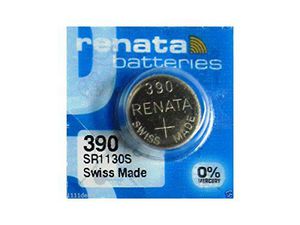 renata
batteries
390
RENATA
+
SWISS MADE
390
SR1130S
Swiss Made
0%
MERCURY